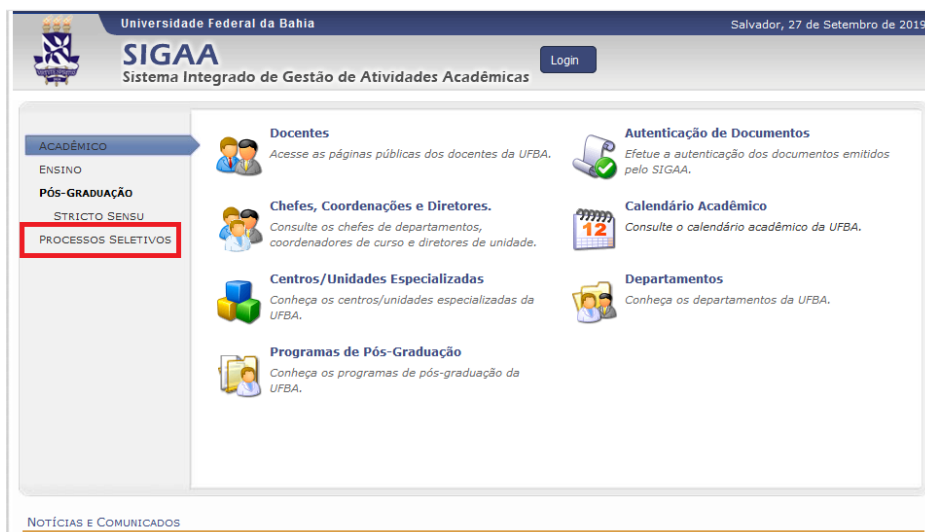 Universidade Federal da Bahia
Salvador, 27 de Setembro de 2019
SIGAA
Sistema Integrado de Gestão de Atividades Acadêmicas
Login
ACADÊMICO
ENSINO
PÓS-GRADUAÇÃO
STRICTO SENSU
PROCESSOS SELETIVOS
Docentes
Acesse as páginas públicas dos docentes da UFBA.
Autenticação de Documentos
Efetue a autenticação dos documentos emitidos
pelo SIGAA.
Chefes, Coordenações e Diretores.
Consulte os chefes de departamentos,
coordenadores de curso e diretores de unidade.
12
Calendário Acadêmico
Consulte o calendário acadêmico da UFBA.
Centros/Unidades Especializadas
Conheça os centros/unidades especializadas da
UFBA.
Departamentos
Conheça os departamentos da UFBA.
Programas de Pós-Graduação
Conheça os programas de pós-graduação da
UFBA.
NOTÍCIAS E COMUNICADOS